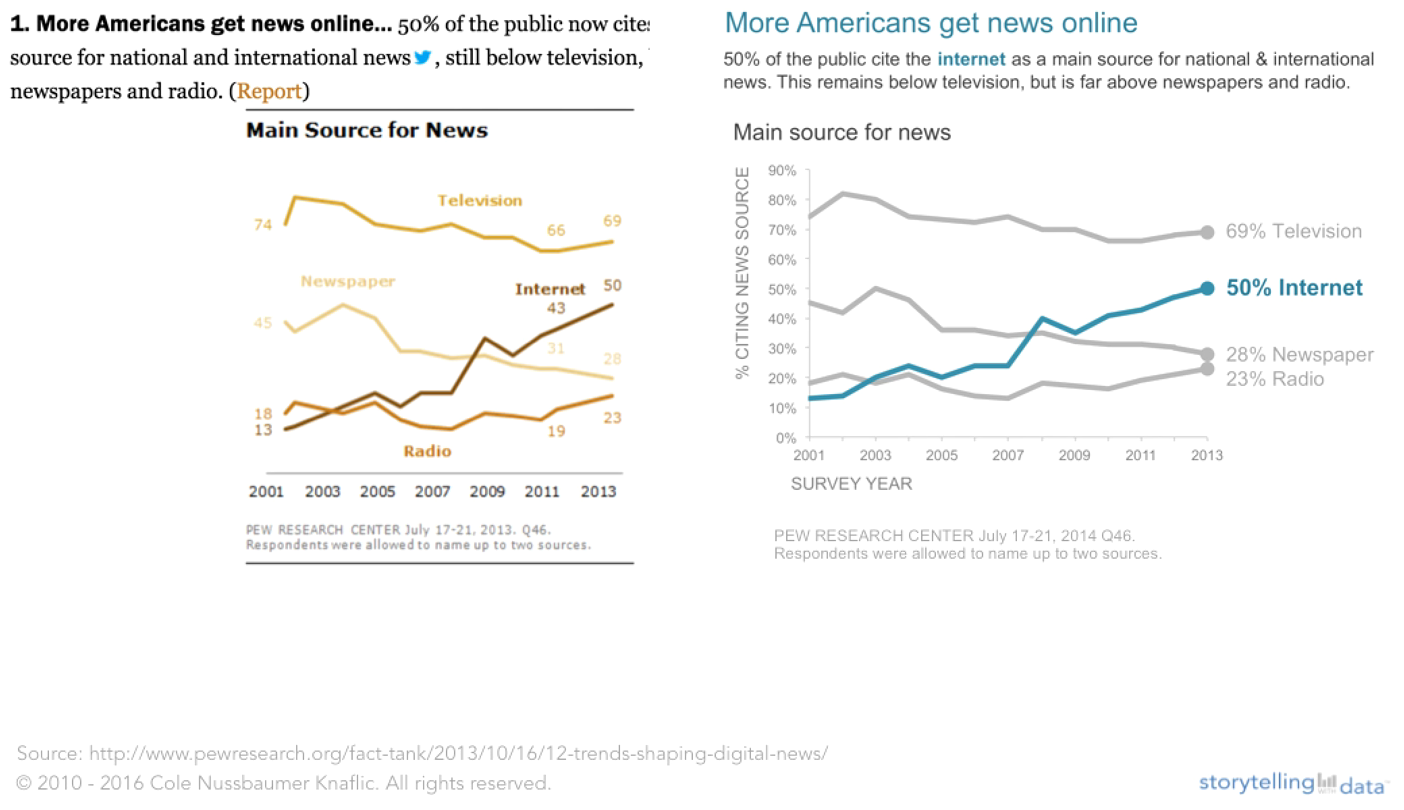 1. More Americans get news online... 50% of the public now cites
source for national and international news , still below television,
newspapers and radio. (Report)
Main Source for News
Television
74
66
69
Newspaper
Internet
50
43
45
31
28
18
13
23
19
Radio
2001 2003 2005 2007 2009 2011 2013
PEW RESEARCH CENTER July 17-21, 2013. Q46.
Respondents were allowed to name up to two sources.
More Americans get news online
50% of the public cite the internet as a main source for national & international
news. This remains below television, but is far above newspapers and radio.
Main source for news
% CITING NEWS SOURCE
90%
80%
70%
60%
50%
40%
30%
20%
10%
0%
69% Television
50% Internet
28% Newspaper
23% Radio
2001 2003 2005 2007 2009 2011 2013
SURVEY YEAR
PEW RESEARCH CENTER July 17-21, 2014 Q46.
Respondents were allowed to name up to two sources.
Source: http://www.pewresearch.org/fact-tank/2013/10/16/12-trends-shaping-digital-news/
© 2010 - 2016 Cole Nussbaumer Knaflic. All rights reserved.
storytelling WITH data